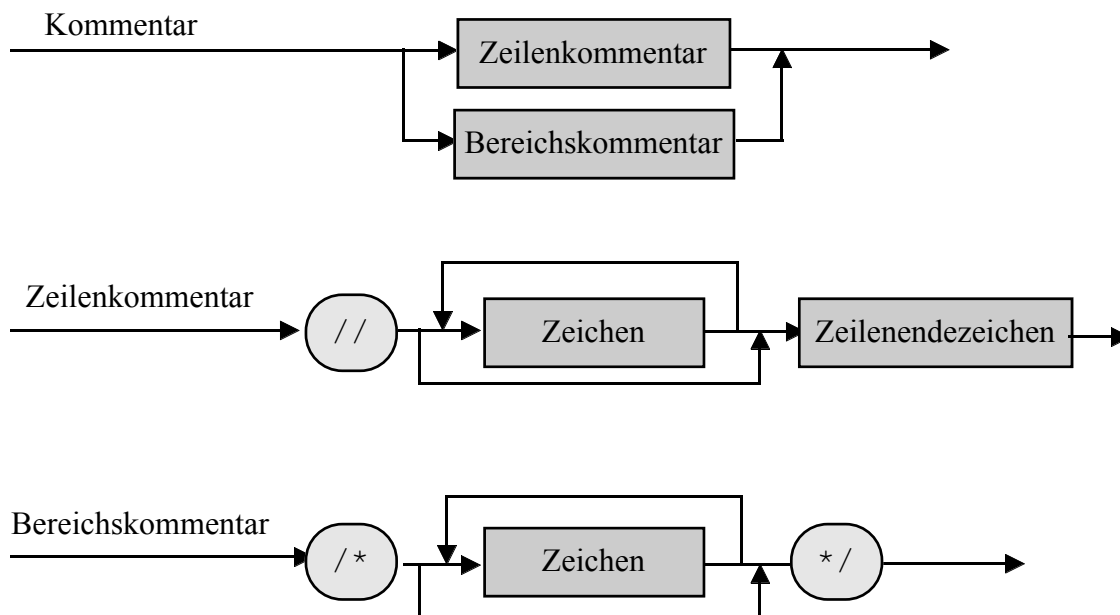 Kommentar
Zeilenkommentar
Bereichskommentar
Zeilenkommentar
//
Zeichen
Zeilenendezeichen
Bereichskommentar
/*
Zeichen
*/